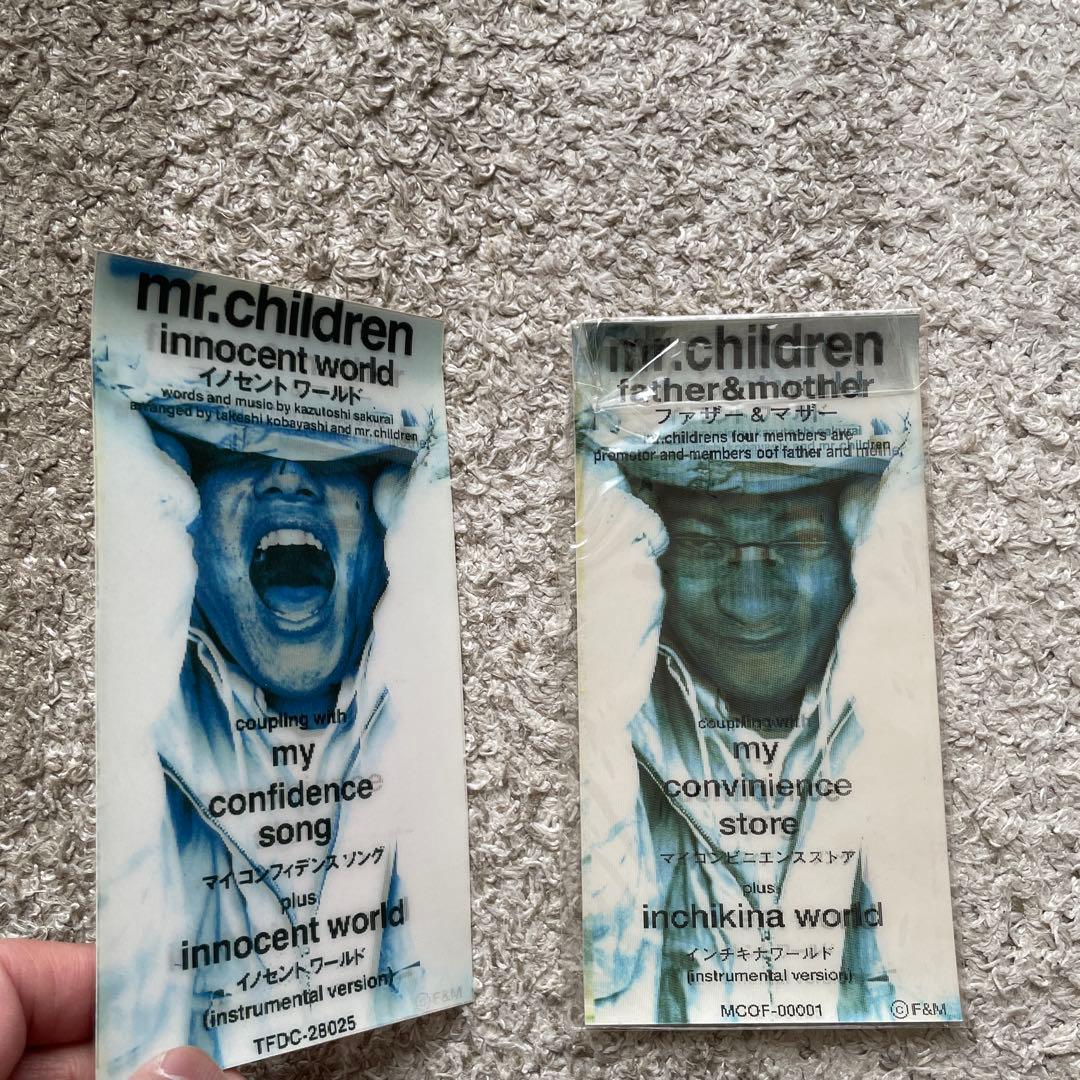 mr.children
innocent world
イノセント ワールド
words and music by kazutoshi sakurai
arranged by takeshi kobayashi and mr.children
coupling with
my
confidence
song
マイ コンフィデンス ソング
plus
innocent world
イノセント ワールド
(instrumental version)
TFDC-28025
©F&M
mr.children
father&mother
ファザー＆マザー
mr.childrens four members are
promotor and members oof father and mother
coupling with
my
convinience
store
マイ コンビニエンスストア
plus
inchikina world
インチキナワールド
(instrumental version)
MCOF-00001
©F&M